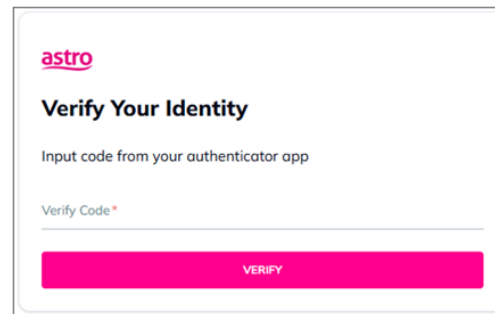 astro
Verify Your Identity
Input code from your authenticator app
Verify Code*
VERIFY